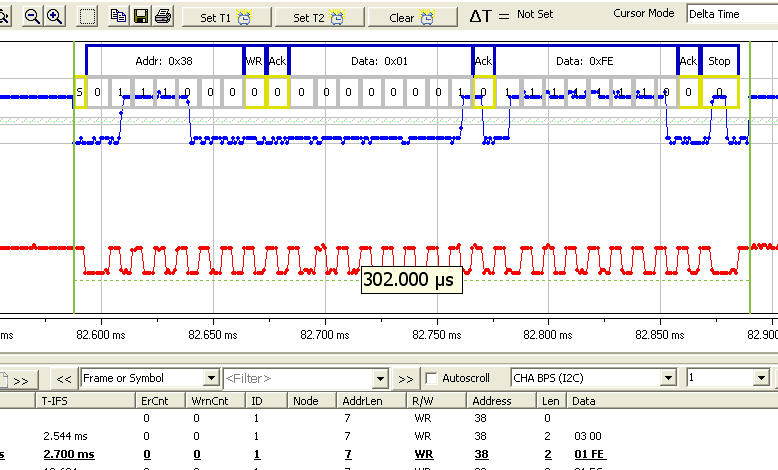 Set T1 Set T2 Clear ΔT = Not Set Cursor Mode Delta Time
Addr: 0x38 WR Ack Data: 0x01 Ack Data: 0xFE Ack Stop
S 0 1 1 1 0 0 0 0 0 0 0 0 0 0 0 0 1 0 1 1 1 1 1 1 1 0 0 0
302.000 µs
ms 82.600 ms 82.650 ms 82.700 ms 82.750 ms 82.800 ms 82.850 ms 82.900
>> << Frame or Symbol <Filter> >> Autoscroll CHA BPS (I2C) 1
T-IFS ErCnt WrnCnt ID Node AddrLen R/W Address Len Data
0 0 1 7 WR 38 0
2.544 ms 0 0 1 7 WR 38 2 03 00
s 2.700 ms 0 0 1 7 WR 38 2 01 FE